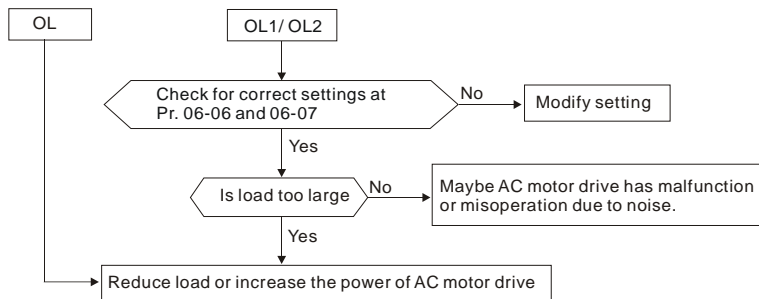 OL
OL1/ OL2
Check for correct settings at
Pr. 06-06 and 06-07
No
Modify setting
Yes
Is load too large
No
Maybe AC motor drive has malfunction
or misoperation due to noise.
Yes
Reduce load or increase the power of AC motor drive